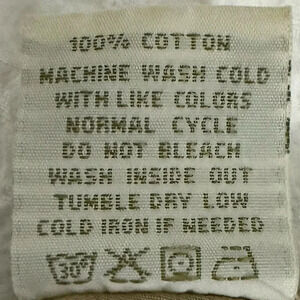 100% COTTON
MACHINE WASH COLD
WITH LIKE COLORS
NORMAL CYCLE
DO NOT BLEACH
WASH INSIDE OUT
TUMBLE DRY LOW
COLD IRON IF NEEDED
30°